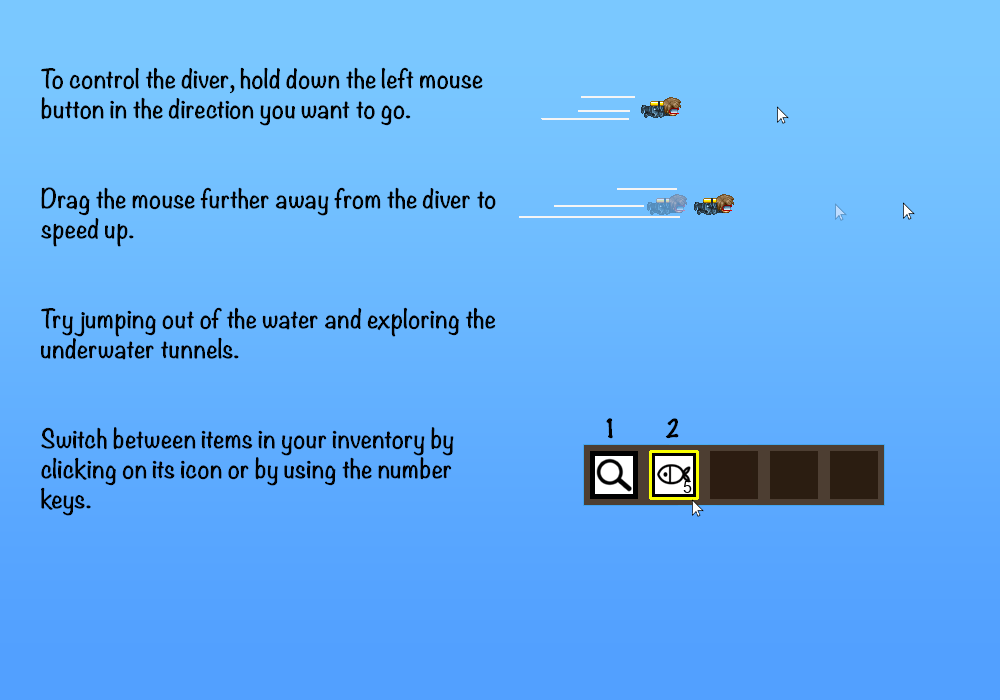 To control the diver, hold down the left mouse
button in the direction you want to go.
Drag the mouse further away from the diver to
speed up.
Try jumping out of the water and exploring the
underwater tunnels.
Switch between items in your inventory by
clicking on its icon or by using the number
keys.
1 2
5